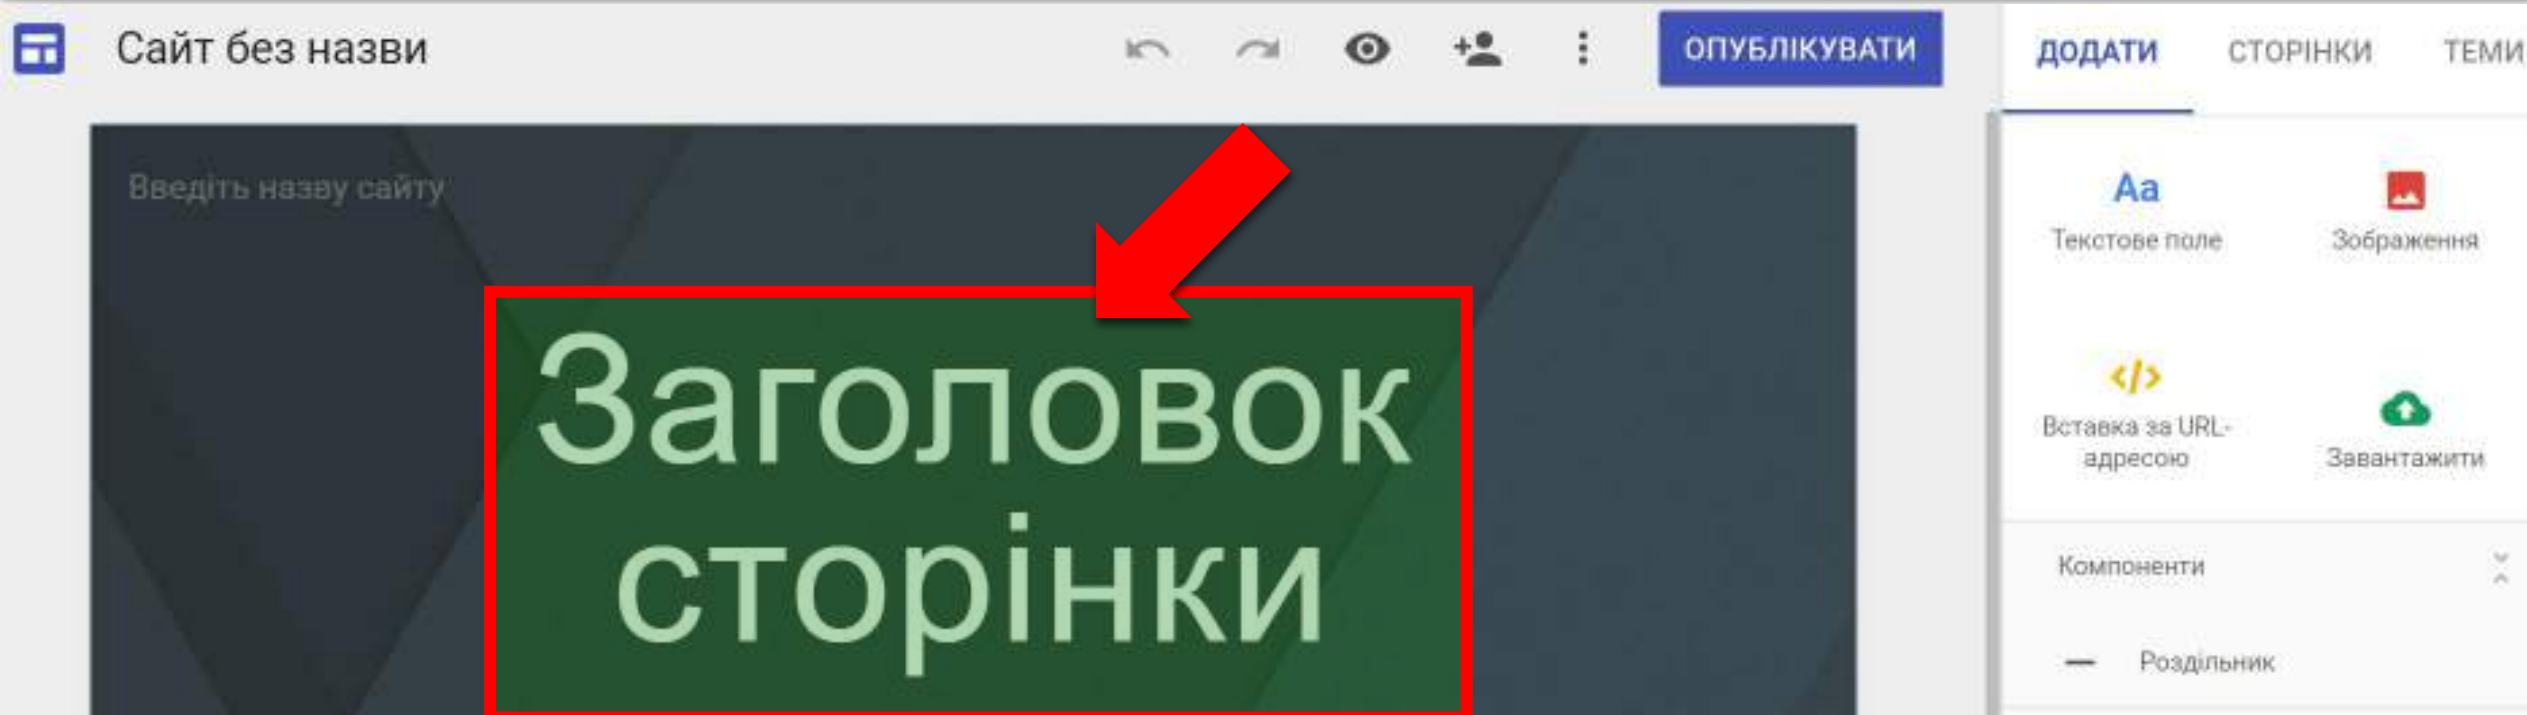 Сайт без назви
ОПУБЛІКУВАТИ
ДОДАТИ СТОРІНКИ ТЕМИ
Введіть назву сайту
Заголовок
сторінки
Aa
Текстове поле
Зображення
Вставка за URL-
адресою
Завантажити
Компоненти
Роздільник